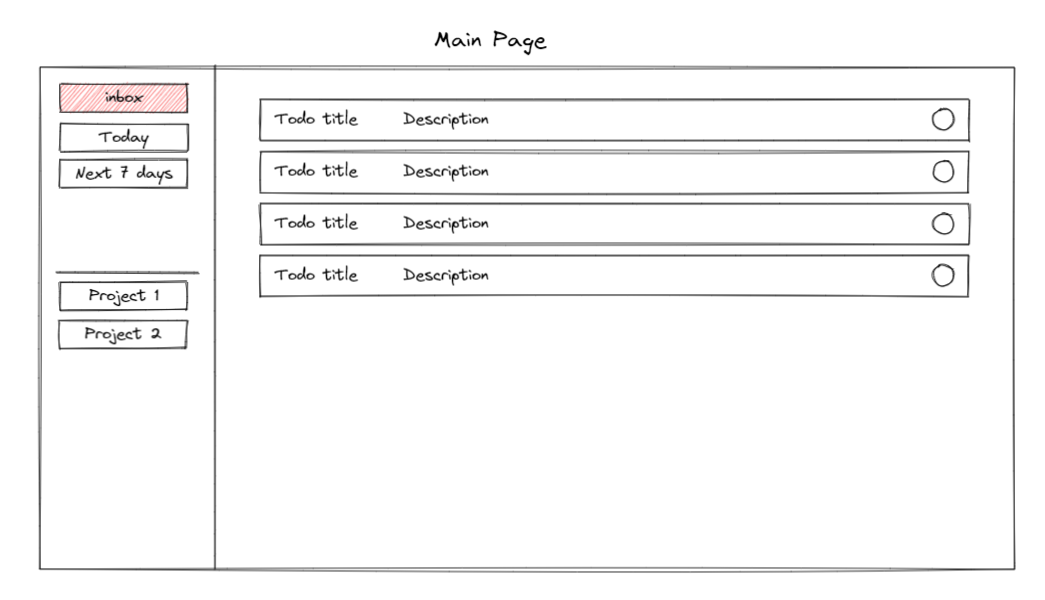 Main Page
inbox
Today
Next 7 days
Project 1
Project 2
Todo title Description
Todo title Description
Todo title Description
Todo title Description